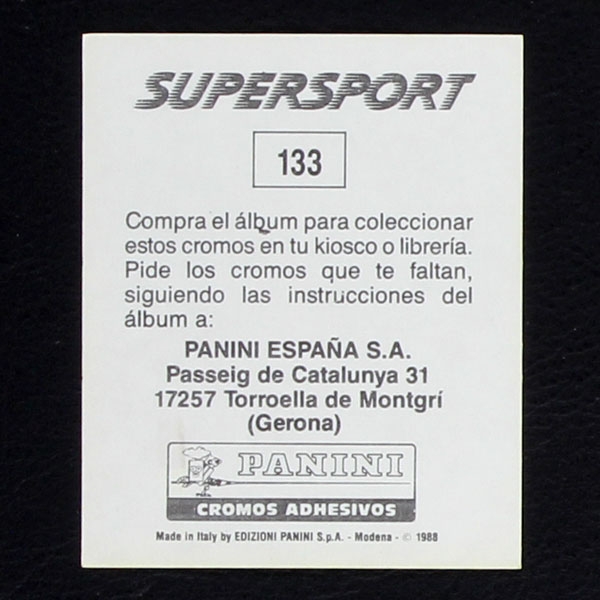 SUPERSPORT
133
Compra el álbum para coleccionar
estos cromos en tu kiosco o librería.
Pide los cromos que te faltan,
siguiendo las instrucciones del
álbum a:
PANINI ESPAÑA S.A.
Passeig de Catalunya 31
17257 Torroella de Montgrí
(Gerona)
PANINI
CROMOS ADHESIVOS
Made in Italy by EDIZIONI PANINI S.p.A. - Modena - © 1988